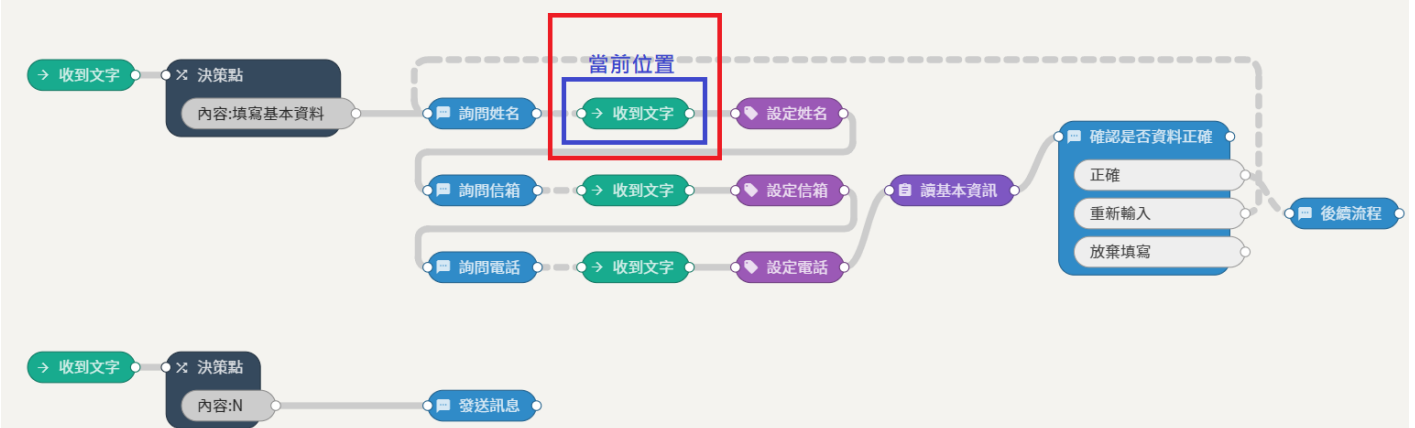 當前位置
收到文字
決策點
內容:填寫基本資料
詢問姓名
收到文字
設定姓名
確認是否資料正確
正確
重新輸入
放棄填寫
詢問信箱
收到文字
設定信箱
讀基本資訊
後續流程
詢問電話
收到文字
設定電話
收到文字
決策點
內容:N
發送訊息